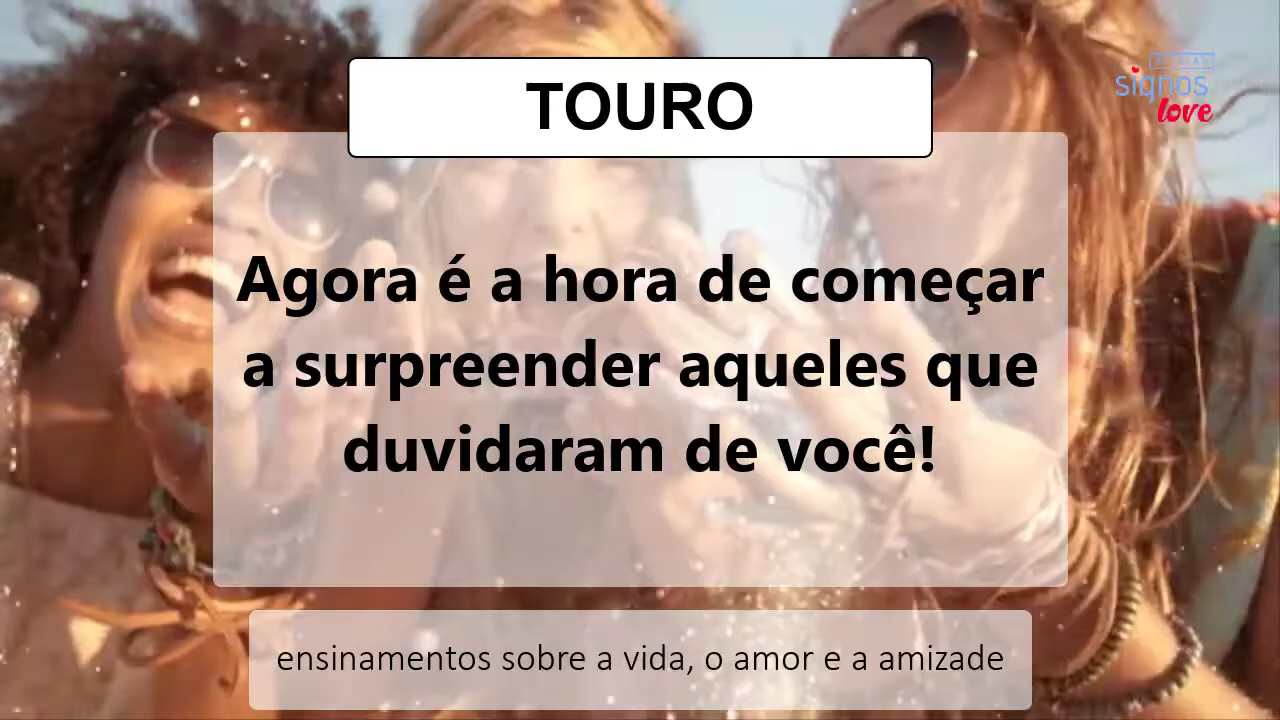 TOURO
signos
love
Agora é a hora de começar
a surpreender aqueles que
duvidaram de você!
ensinamentos sobre a vida, o amor e a amizade